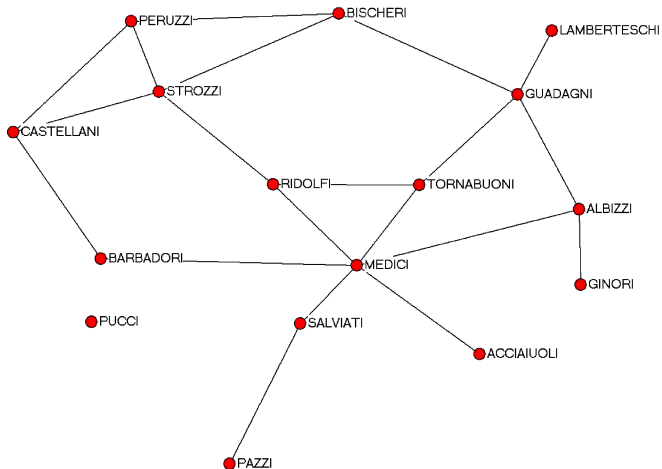 PERUZZI
BISCHERI
LAMBERTESCHI
STROZZI
GUADAGNI
CASTELLANI
RIDOLFI
TORNABUONI
ALBIZZI
BARBADORI
MEDICI
GINORI
PUCCI
SALVIATI
ACCIAIUOLI
PAZZI